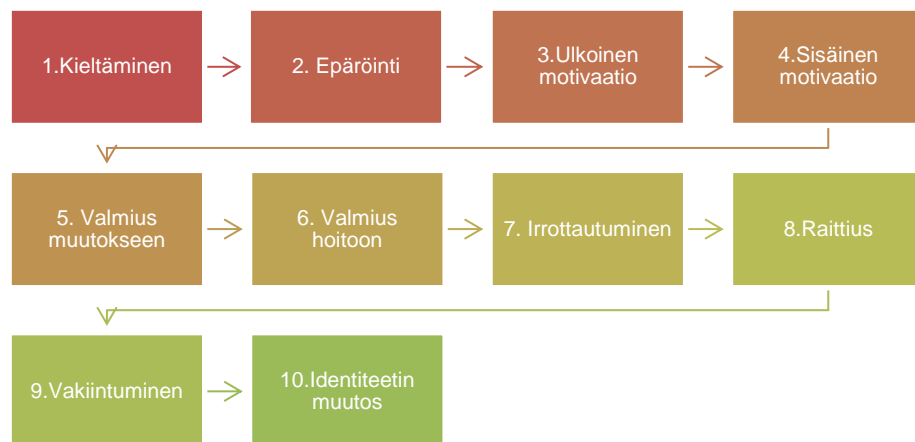 1.Kieltäminen
2. Epäröinti
3.Ulkoinen
motivaatio
4.Sisäinen
motivaatio
5. Valmius
muutokseen
6. Valmius
hoitoon
7. Irrottautuminen
8.Raittius
9.Vakiintuminen
10.Identiteetin
muutos